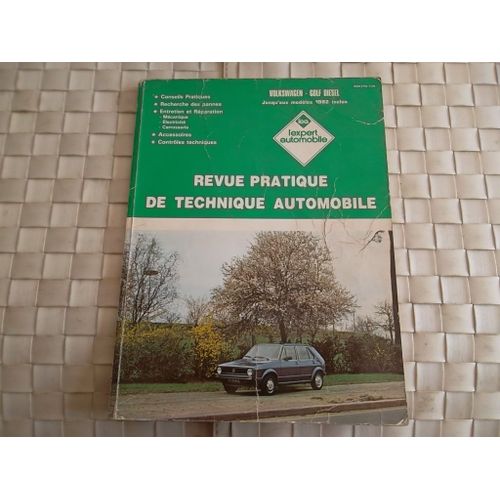 • Conseils Pratiques
• Recherche des pannes
• Entretien et Réparation
- Mécanique
- Electricité
- Carrosserie
• Accessoires
• Contrôles techniques
VOLKSWAGEN - GOLF DIESEL
Jusqu'aux modèles 1982 inclus
l'expert
automobile
REVUE PRATIQUE
DE TECHNIQUE AUTOMOBILE